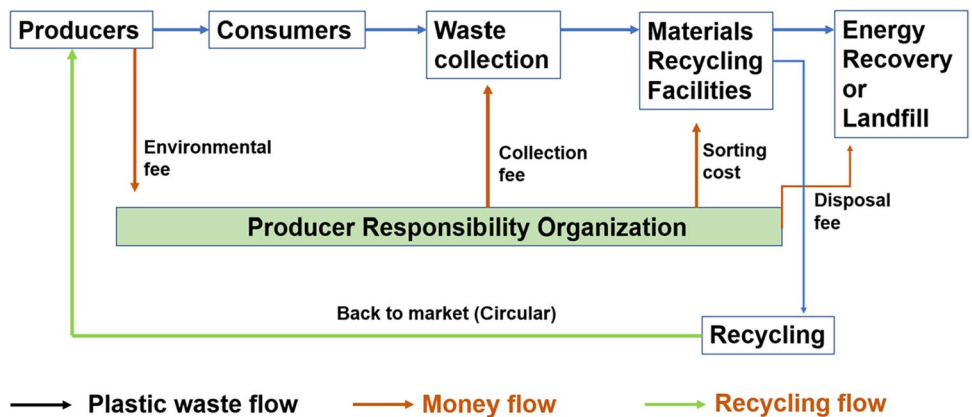 Producers
Consumers
Waste
collection
Materials
Recycling
Facilities
Energy
Recovery
or
Landfill
Environmental
fee
Collection
fee
Sorting
cost
Disposal
fee
Producer Responsibility Organization
Back to market (Circular)
Recycling
Plastic waste flow
Money flow
Recycling flow